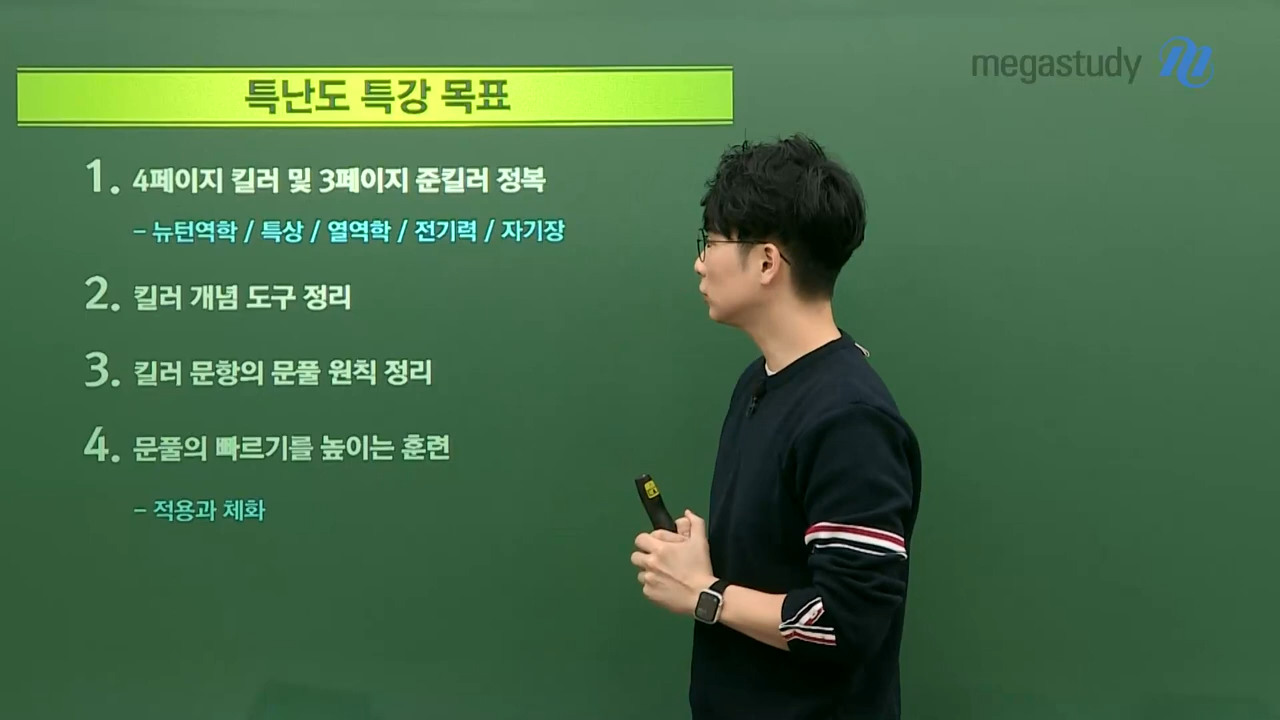 megastudy
특난도 특강 목표
1. 4페이지 킬러 및 3페이지 준킬러 정복
- 뉴턴역학 / 특상 / 열역학 / 전기력 / 자기장
2. 킬러 개념 도구 정리
3. 킬러 문항의 문풀 원칙 정리
4. 문풀의 빠르기를 높이는 훈련
- 적용과 체화